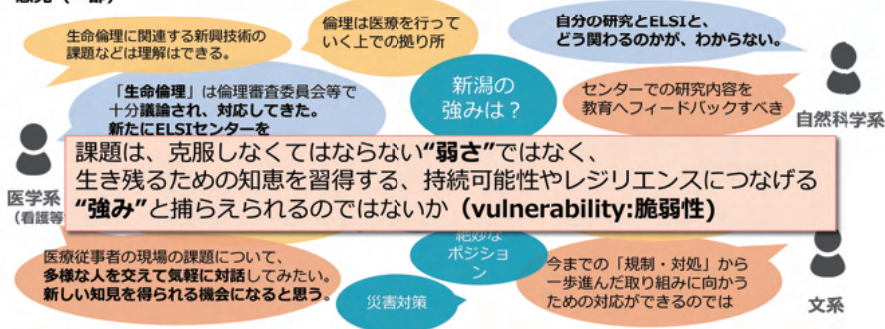 生命倫理に関連する新興技術の
課題などは理解はできる。
倫理は医療を行って
いく上での拠り所
自分の研究とELSIと、
どう関わるのかが、わからない。
「生命倫理」は倫理審査委員会等で
十分議論され、対応してきた。
新たにELSIセンターを
新潟の
強みは？
センターでの研究内容を
教育へフィードバックすべき
自然科学系
課題は、克服しなくてはならない“弱さ”ではなく、
生き残るための知恵を習得する、持続可能性やレジリエンスにつなげる
“強み”と捕らえられるのではないか（vulnerability:脆弱性)
医学系
（看護等
医療従事者の現場の課題について、
多様な人を交えて気軽に対話してみたい。
新しい知見を得られる機会になると思う。
絶妙な
ポジショ
ン
災害対策
今までの「規制・対処」から
一歩進んだ取り組みに向かう
ための対応ができるのでは
文系